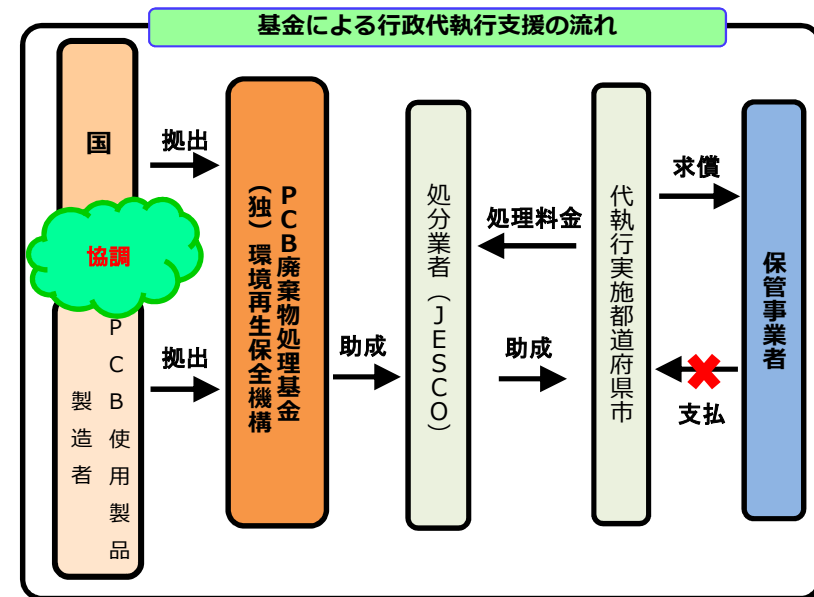 基金による行政代執行支援の流れ
国
協調
PCB使用製品
製造者
拠出
拠出
PCB廃棄物処理基金
(独)環境再生保全機構
助成
処分業者(JESCO)
処理料金
助成
代執行実施都道府県市
求償
支払
保管事業者